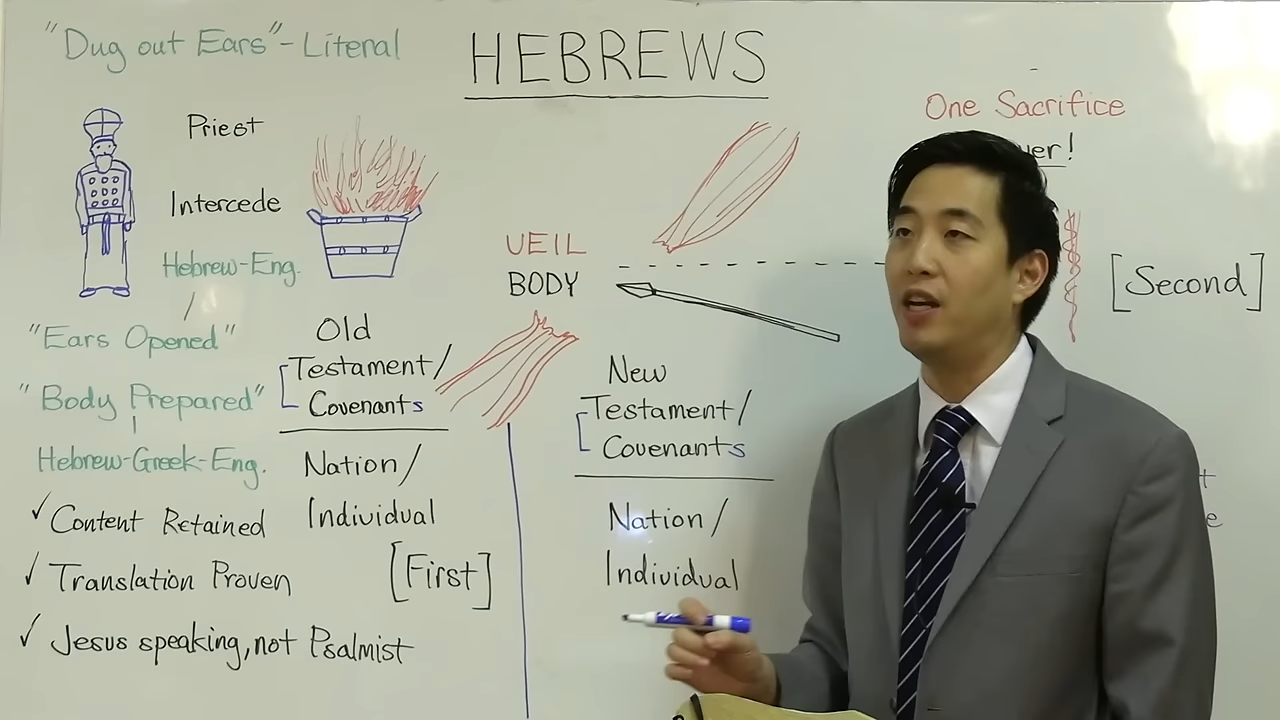 "Dug out Ears" - Literal
HEBREWS
Priest
Intercede
Hebrew-Eng.
"Ears Opened"
"Body Prepared"
Hebrew-Greek-Eng.
✓ Content Retained
✓ Translation Proven
✓ Jesus speaking, not Psalmist
Old
Testament/
Covenants
Nation/
Individual
[First]
VEIL
BODY
New
Testament/
Covenants
Nation/
Individual
One Sacrifice
[Second]